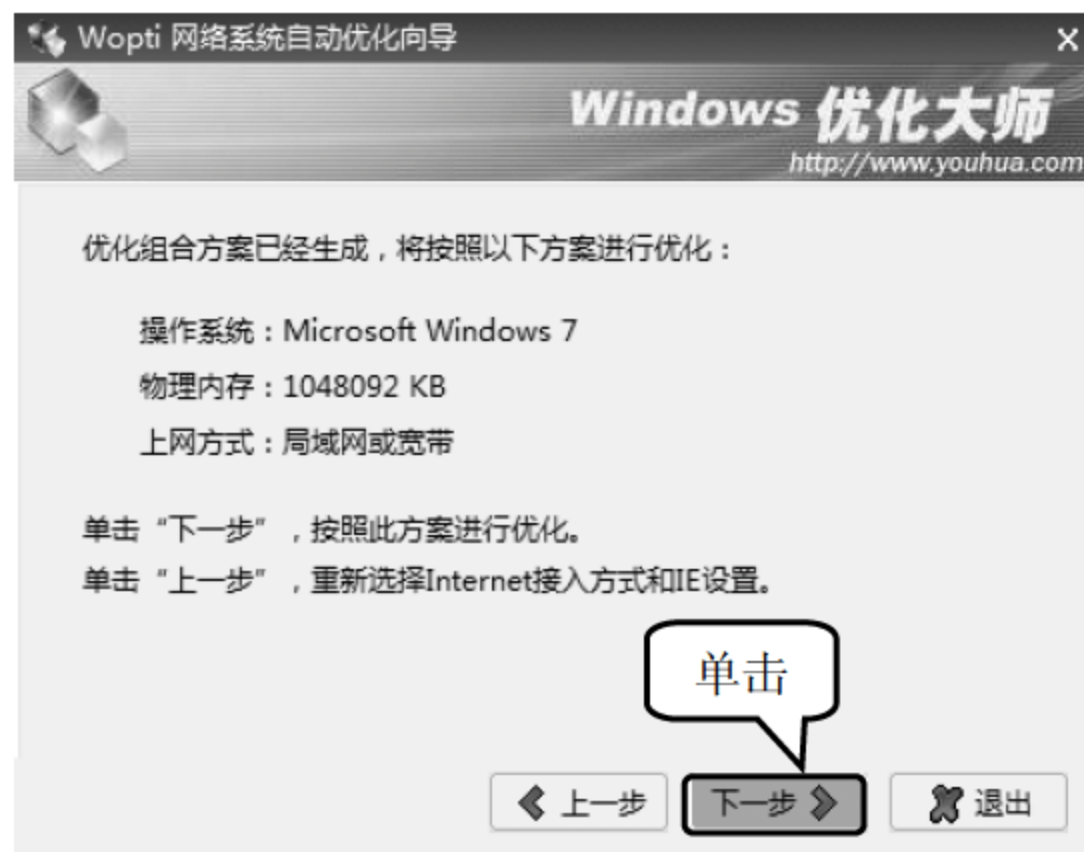 Wopti 网络系统自动优化向导
Windows 优化大师
http://www.youhua.com
优化组合方案已经生成，将按照以下方案进行优化：
操作系统：Microsoft Windows 7
物理内存：1048092 KB
上网方式：局域网或宽带
单击“下一步”，按照此方案进行优化。
单击“上一步”，重新选择Internet接入方式和IE设置。
单击
上一步 下一步 退出